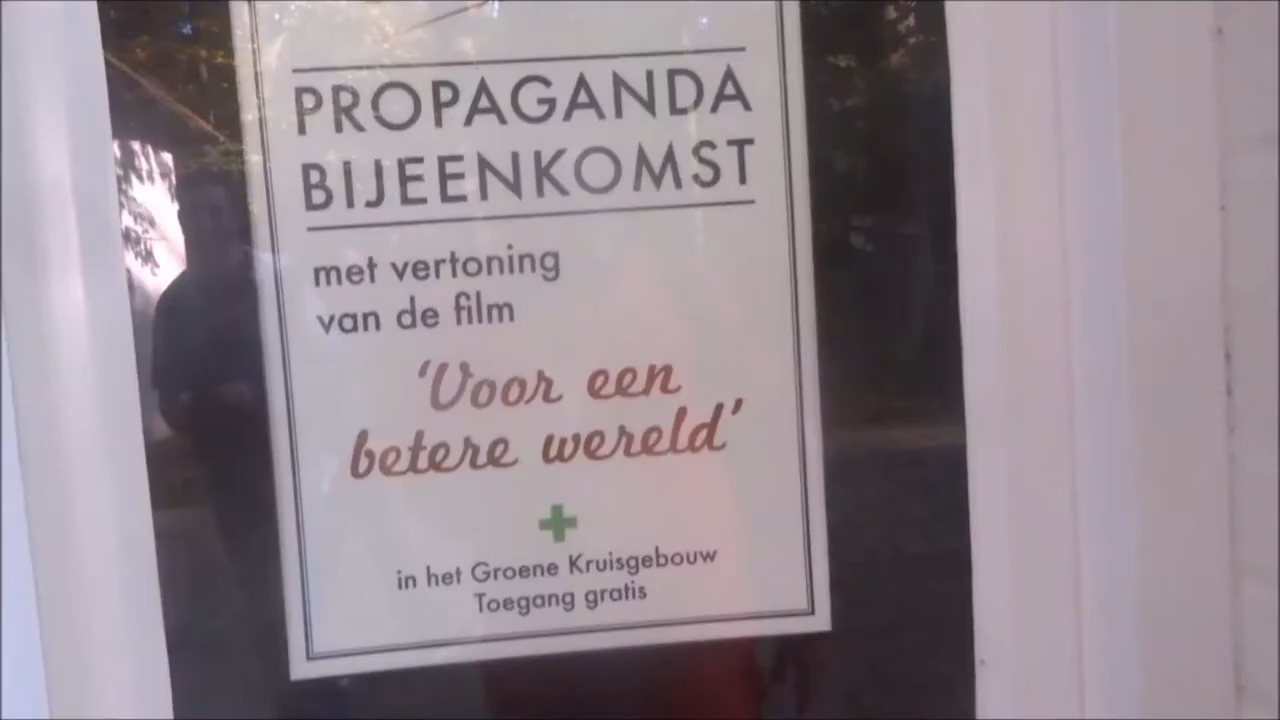 PROPAGANDA
BIJEENKOMST
met vertoning
van de film
‘Voor een
betere wereld’
in het Groene Kruisgebouw
Toegang gratis